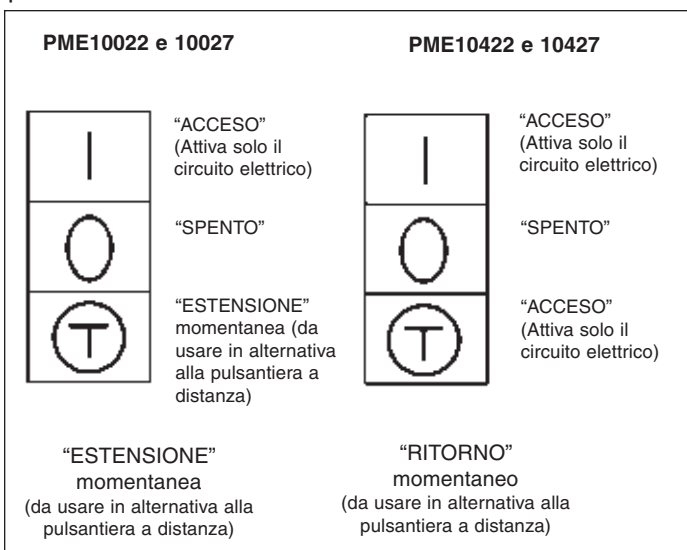 PME10022 e 10027
I
“ACCESO”
(Attiva solo il
circuito elettrico)
O
“SPENTO”
T
“ESTENSIONE”
momentanea (da
usare in alternativa
alla pulsantiera a
distanza)
“ESTENSIONE”
momentanea
(da usare in alternativa alla
pulsantiera a distanza)
PME10422 e 10427
I
“ACCESO”
(Attiva solo il
circuito elettrico)
O
“SPENTO”
T
“ACCESO”
(Attiva solo il
circuito elettrico)
“RITORNO”
momentaneo
(da usare in alternativa alla
pulsantiera a distanza)